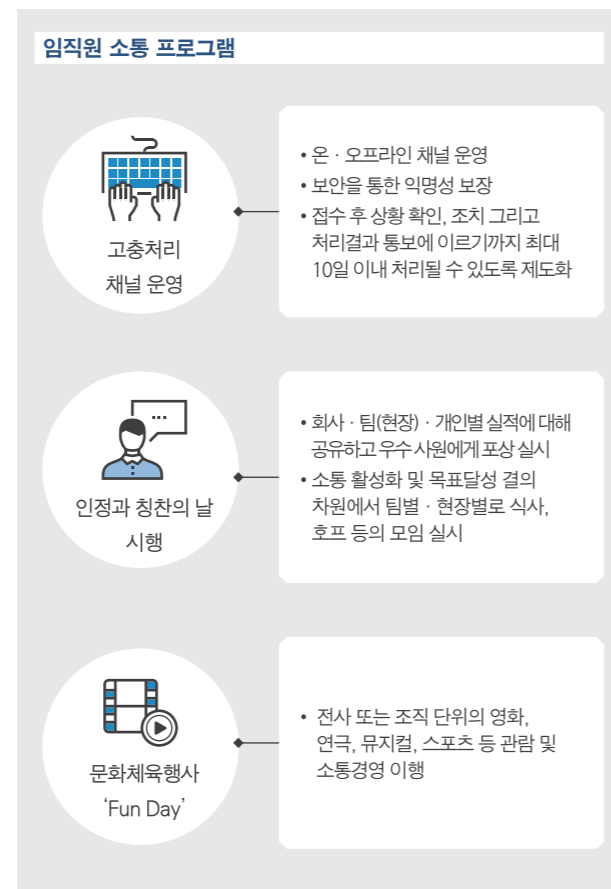 임직원 소통 프로그램
고충처리
채널 운영
• 온 · 오프라인 채널 운영
• 보안을 통한 익명성 보장
• 접수 후 상황 확인, 조치 그리고
처리결과 통보에 이르기까지 최대
10일 이내 처리될 수 있도록 제도화
인정과 칭찬의 날
시행
• 회사 · 팀(현장) · 개인별 실적에 대해
공유하고 우수 사원에게 포상 실시
• 소통 활성화 및 목표달성 결의
차원에서 팀별 · 현장별로 식사,
호프 등의 모임 실시
문화체육행사
‘Fun Day’
• 전사 또는 조직 단위의 영화,
연극, 뮤지컬, 스포츠 등 관람 및
소통경영 이행